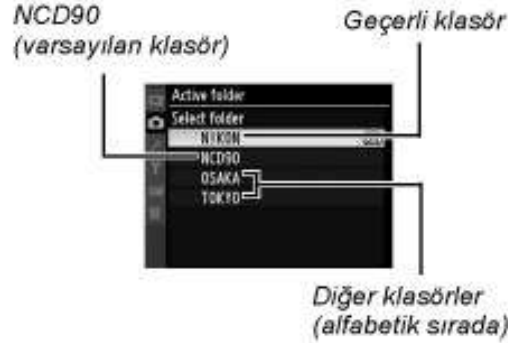 NCD90
(varsayılan klasör)
Geçerli klasör
Active folder
Select folder
NIKON
NCD90
OSAKA
TOKYO
Diğer klasörler
(alfabetik sırada)